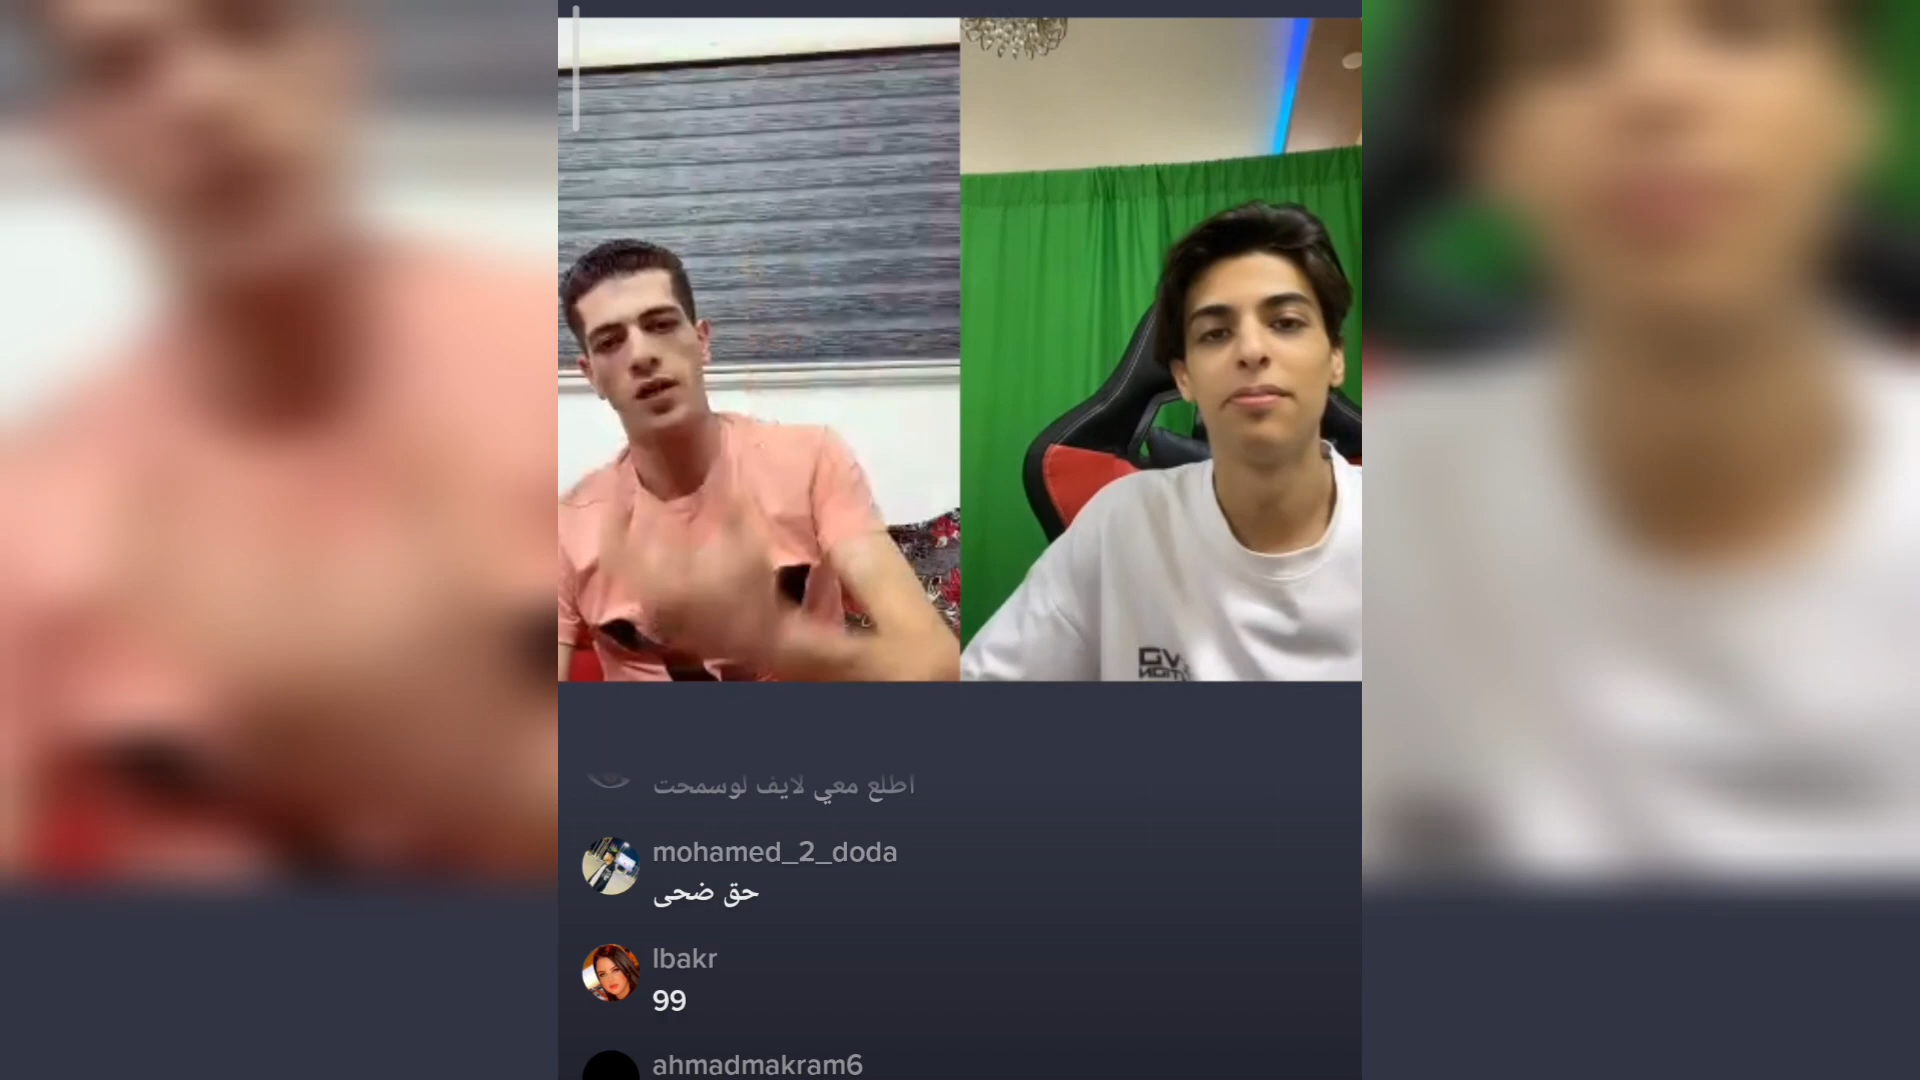 اطلع معي لايف لوسمحت
mohamed_2_doda
حق ضحى
lbakr
99
ahmadmakram6